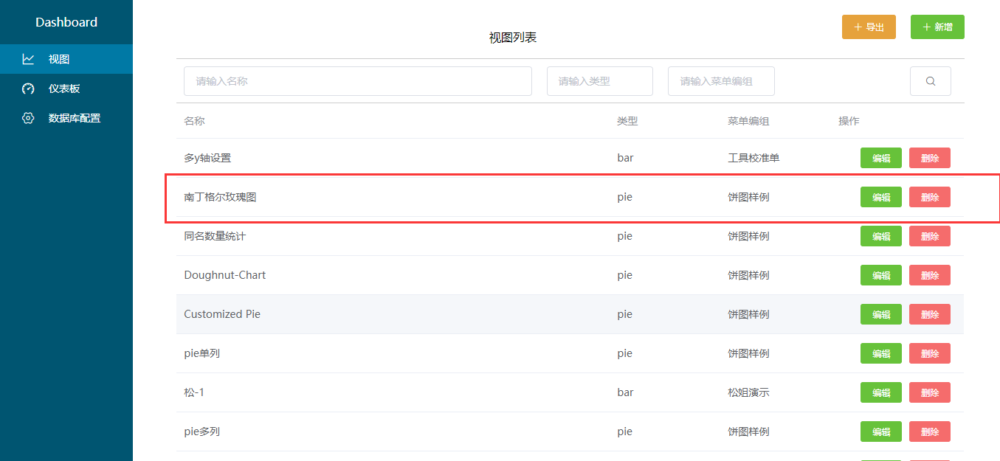 Dashboard
视图
仪表板
数据库配置
视图列表
导出
新增
请输入名称 请输入类型 请输入菜单编组
名称 类型 菜单编组 操作
多y轴设置 bar 工具校准单 编辑 删除
南丁格尔玫瑰图 pie 饼图样例 编辑 删除
同名数量统计 pie 饼图样例 编辑 删除
Doughnut-Chart pie 饼图样例 编辑 删除
Customized Pie pie 饼图样例 编辑 删除
pie单列 pie 饼图样例 编辑 删除
松-1 bar 松姐演示 编辑 删除
pie多列 pie 饼图样例 编辑 删除